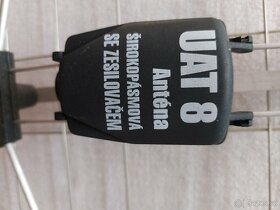 UAT 8
Anténa
ŠIROKOPÁSMOVÁ
SE ZESILOVAČEM